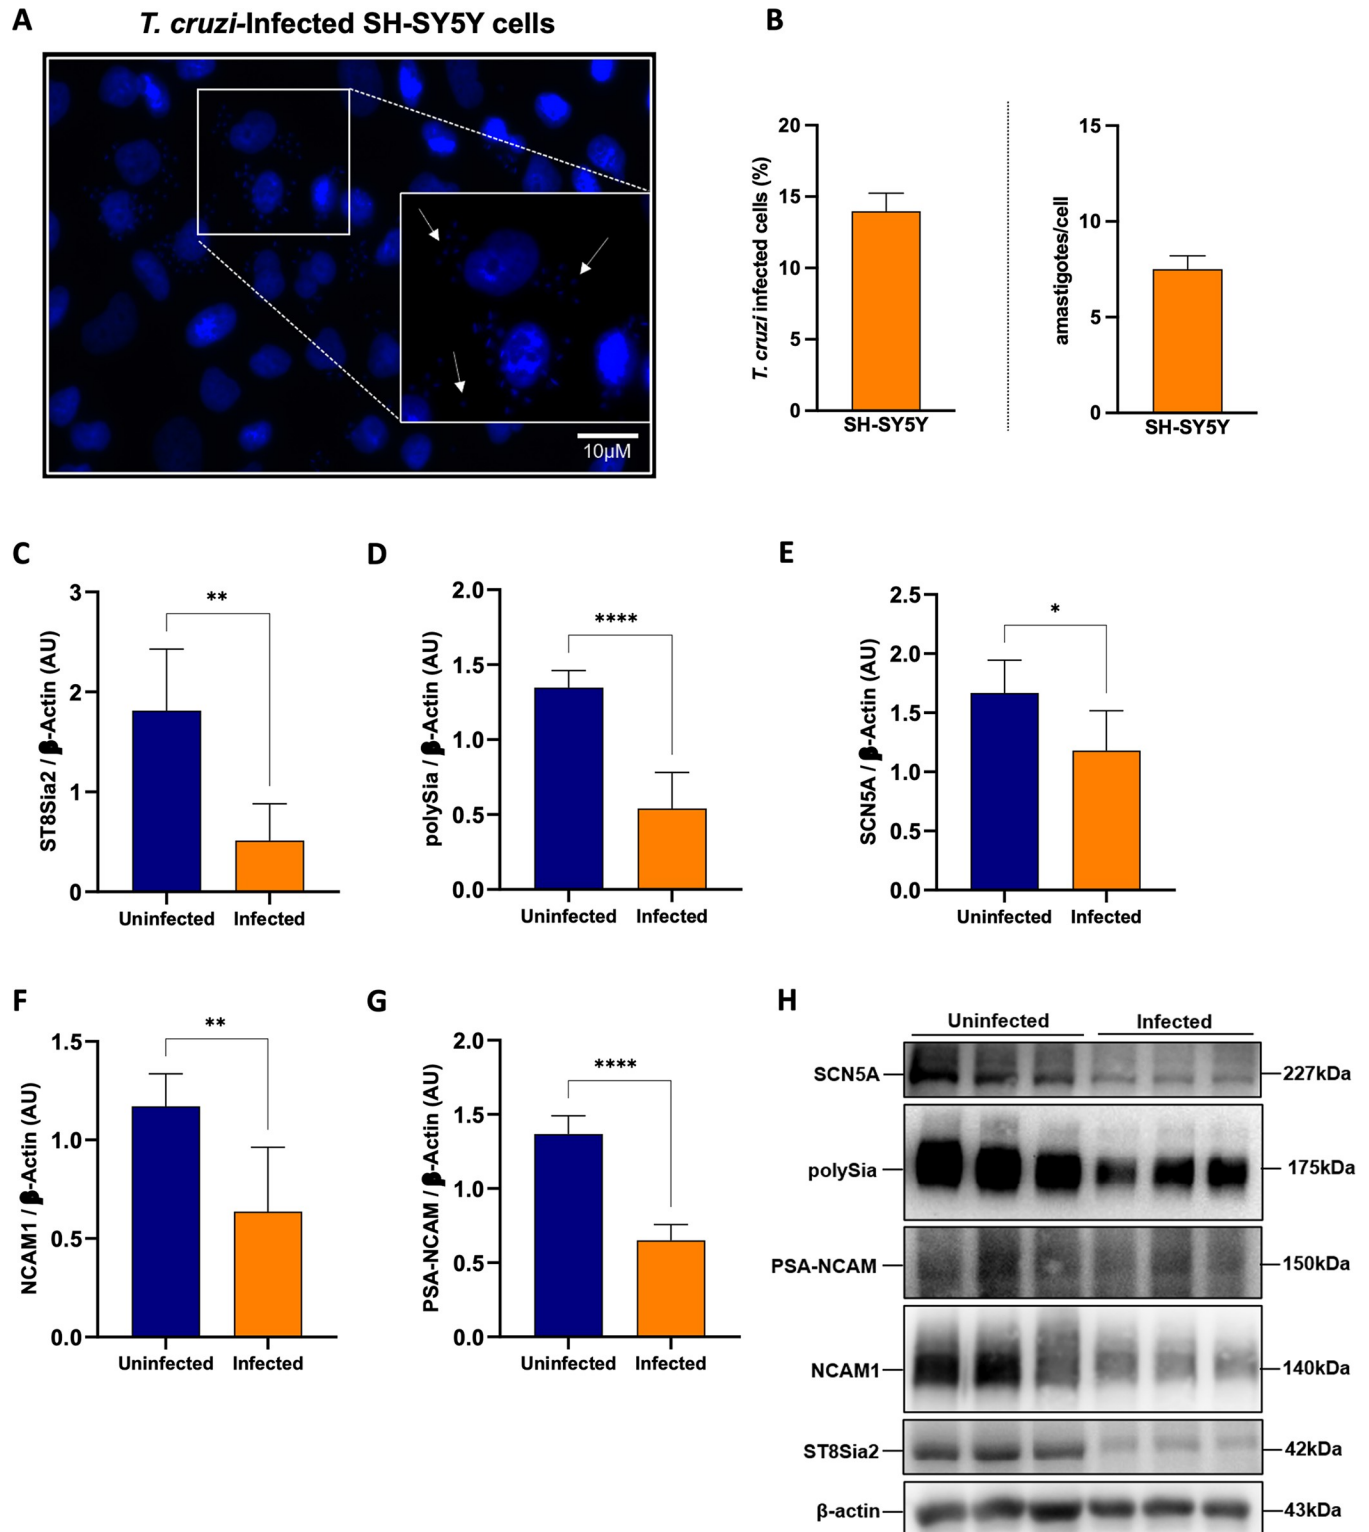 A
T. cruzi-Infected SH-SY5Y cells
10µM
B
T. cruzi infected cells (%)
20
15
10
5
0
SH-SY5Y
amastigotes/cell
15
10
5
0
SH-SY5Y
C
ST8Sia2 / β-Actin (AU)
3
2
1
0
**
Uninfected
Infected
D
polySia / β-Actin (AU)
2.0
1.5
1.0
0.5
0.0
****
Uninfected
Infected
E
SCN5A / β-Actin (AU)
2.5
2.0
1.5
1.0
0.5
0.0
*
Uninfected
Infected
F
NCAM1 / β-Actin (AU)
1.5
1.0
0.5
0.0
**
Uninfected
Infected
G
PSA-NCAM / β-Actin (AU)
2.0
1.5
1.0
0.5
0.0
****
Uninfected
Infected
H
Uninfected Infected
SCN5A 227kDa
polySia 175kDa
PSA-NCAM 150kDa
NCAM1 140kDa
ST8Sia2 42kDa
β-actin 43kDa